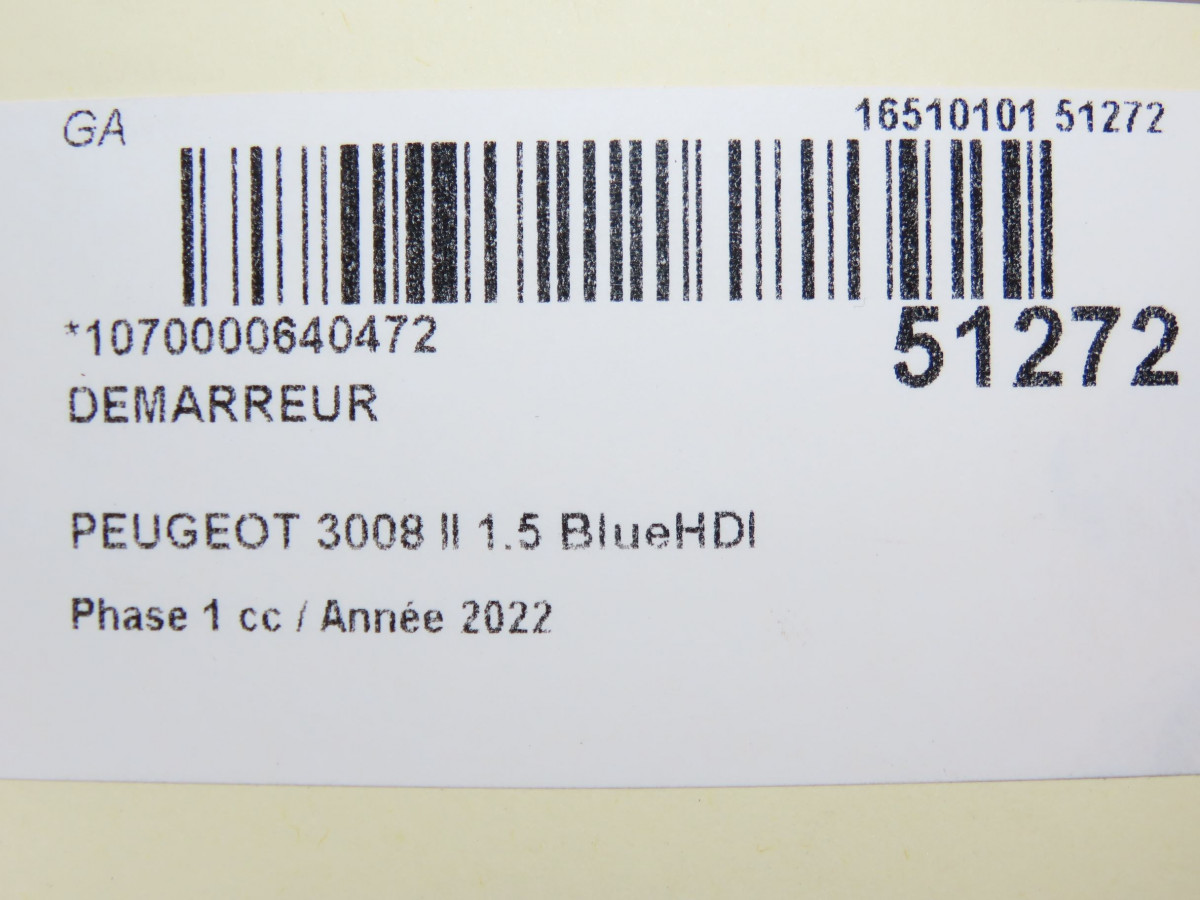 GA
16510101 51272
*1070000640472
51272
DEMARREUR
PEUGEOT 3008 II 1.5 BlueHDI
Phase 1 cc / Année 2022